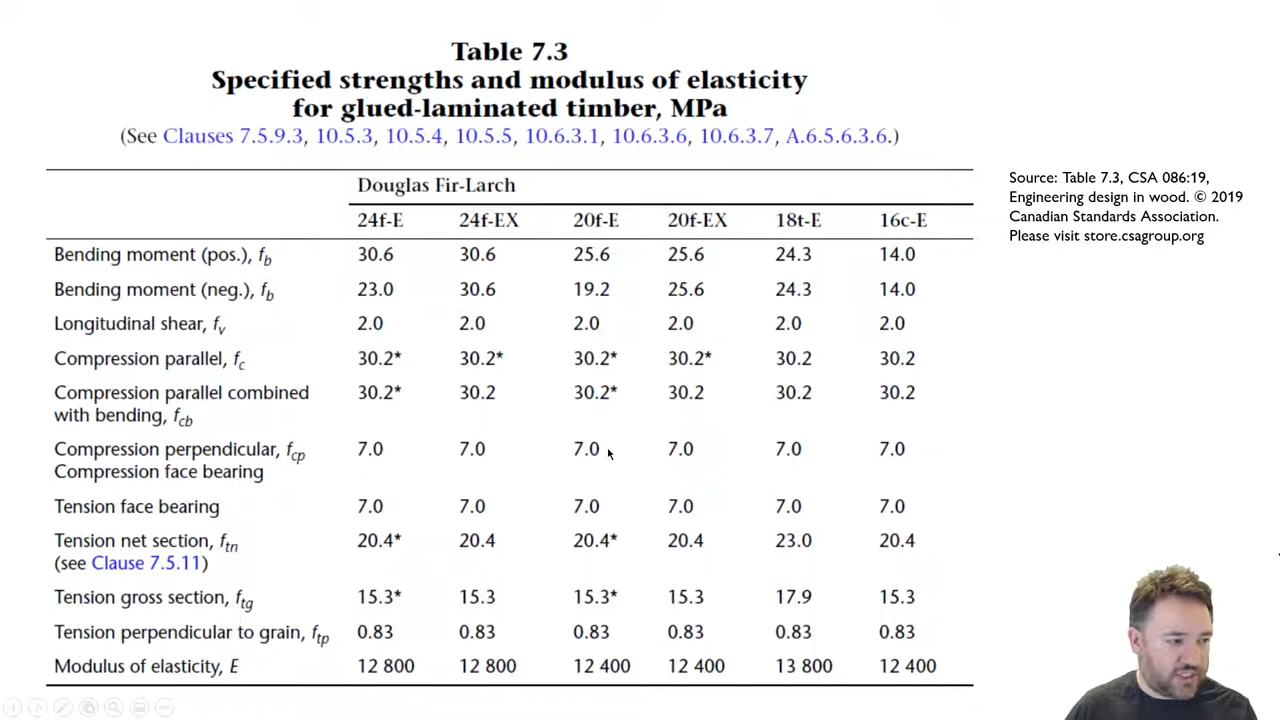 Table 7.3
Specified strengths and modulus of elasticity
for glued-laminated timber, MPa
(See Clauses 7.5.9.3, 10.5.3, 10.5.4, 10.5.5, 10.6.3.1, 10.6.3.6, 10.6.3.7, A.6.5.6.3.6.)
Douglas Fir-Larch
24f-E 24f-EX 20f-E 20f-EX 18t-E 16c-E
Bending moment (pos.), fb 30.6 30.6 25.6 25.6 24.3 14.0
Bending moment (neg.), fb 23.0 30.6 19.2 25.6 24.3 14.0
Longitudinal shear, fv 2.0 2.0 2.0 2.0 2.0 2.0
Compression parallel, fc 30.2* 30.2* 30.2* 30.2* 30.2 30.2
Compression parallel combined 30.2* 30.2 30.2* 30.2 30.2 30.2
with bending, fcb
Compression perpendicular, fcp 7.0 7.0 7.0 7.0 7.0 7.0
Compression face bearing
Tension face bearing 7.0 7.0 7.0 7.0 7.0 7.0
Tension net section, ftn 20.4* 20.4 20.4* 20.4 23.0 20.4
(see Clause 7.5.11)
Tension gross section, ftg 15.3* 15.3 15.3* 15.3 17.9 15.3
Tension perpendicular to grain, ftp 0.83 0.83 0.83 0.83 0.83 0.83
Modulus of elasticity, E 12 800 12 800 12 400 12 400 13 800 12 400
Source: Table 7.3, CSA 086:19,
Engineering design in wood. © 2019
Canadian Standards Association.
Please visit store.csagroup.org